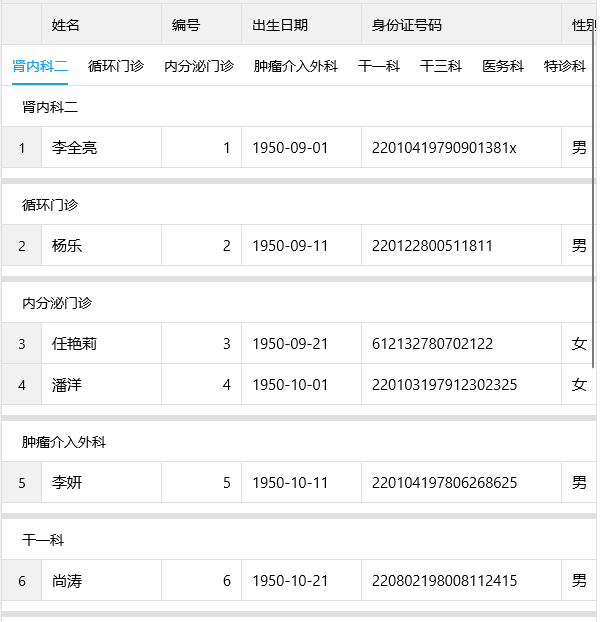 姓名 编号 出生日期 身份证号码 性别
肾内科二 循环门诊 内分泌门诊 肿瘤介入外科 干一科 干三科 医务科 特诊科
肾内科二
1 李全亮 1 1950-09-01 22010419790901381x 男
循环门诊
2 杨乐 2 1950-09-11 220122800511811 男
内分泌门诊
3 任艳莉 3 1950-09-21 612132780702122 女
4 潘洋 4 1950-10-01 220103197912302325 女
肿瘤介入外科
5 李妍 5 1950-10-11 220104197806268625 男
干一科
6 尚涛 6 1950-10-21 220802198008112415 男